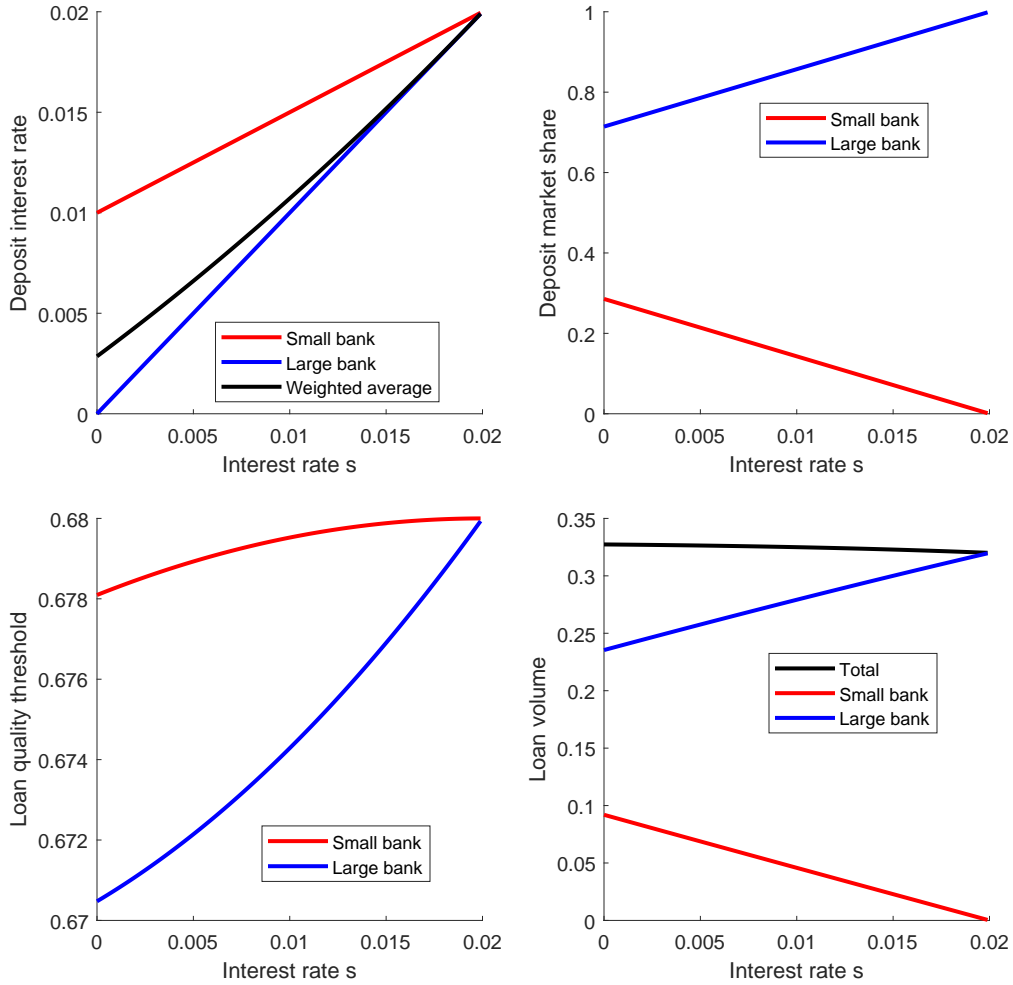 Deposit interest rate
0.02
0.015
0.01
0.005
0
Small bank
Large bank
Weighted average
0 0.005 0.01 0.015 0.02
Interest rate s
Deposit market share
1
0.8
0.6
0.4
0.2
0
Small bank
Large bank
0 0.005 0.01 0.015 0.02
Interest rate s
Loan quality threshold
0.68
0.678
0.676
0.674
0.672
0.67
Small bank
Large bank
0 0.005 0.01 0.015 0.02
Interest rate s
Loan volume
0.35
0.3
0.25
0.2
0.15
0.1
0.05
0
Total
Small bank
Large bank
0 0.005 0.01 0.015 0.02
Interest rate s